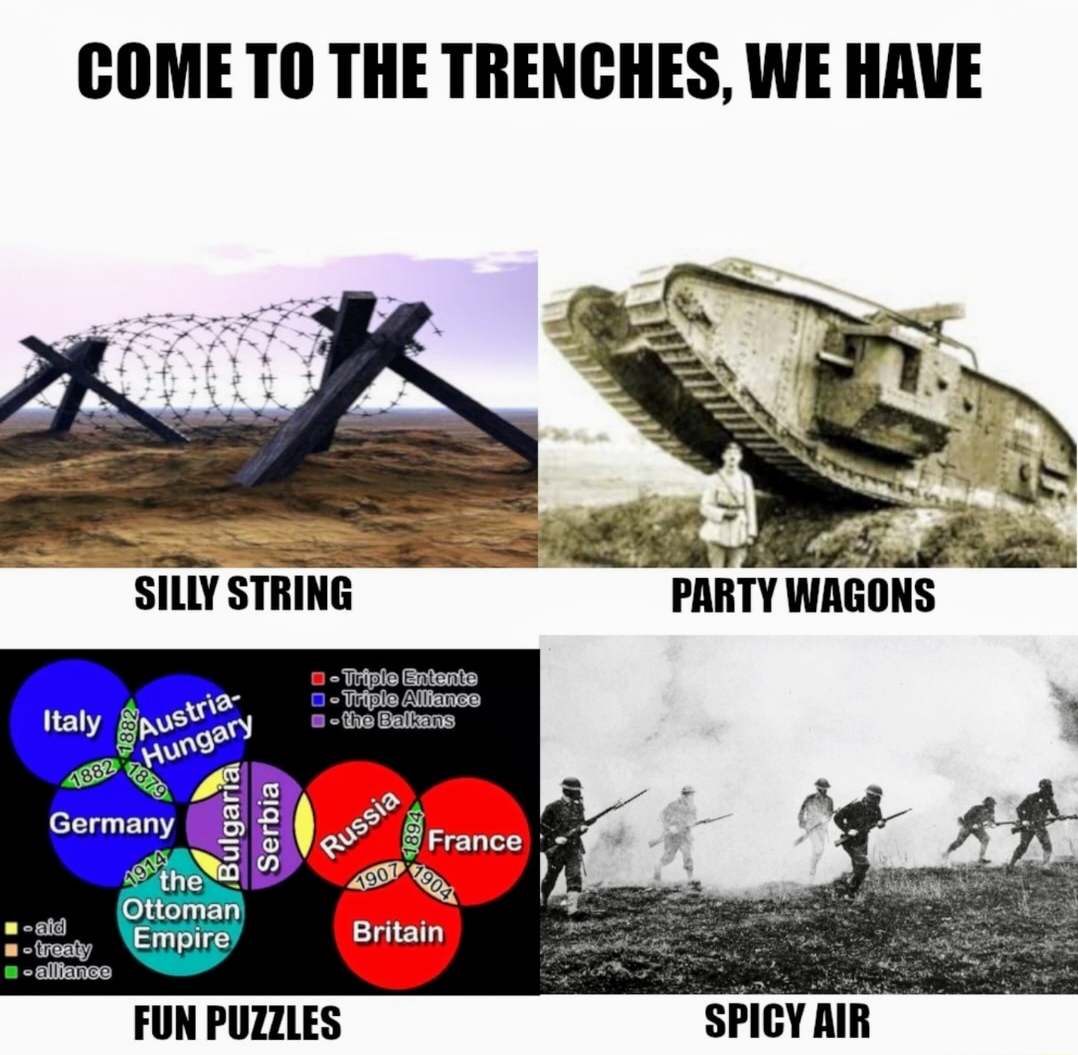 COME TO THE TRENCHES, WE HAVE
SILLY STRING
PARTY WAGONS
- Triple Entente
- Triple Alliance
- the Balkans
Italy
1882
Austria-
Hungary
1882
1879
Germany
Bulgaria
Serbia
Russia
1894
France
1914
the
Ottoman
Empire
1907
1904
Britain
- aid
- treaty
- alliance
FUN PUZZLES
SPICY AIR